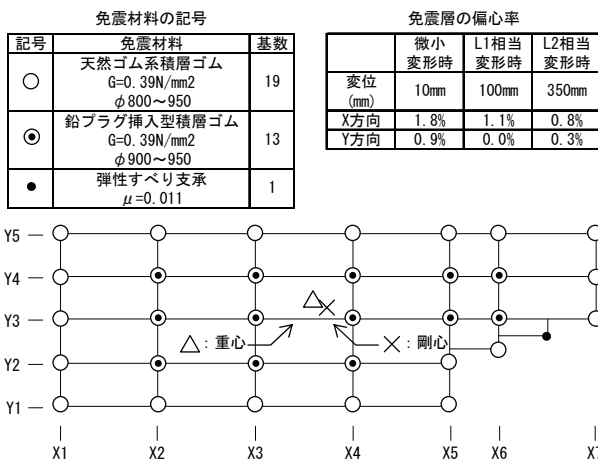 免震材料の記号
記号 免震材料 基数
天然ゴム系積層ゴム
G=0.39N/mm2
φ800～950
19
鉛プラグ挿入型積層ゴム
G=0.39N/mm2
φ900～950
13
弾性すべり支承
μ=0.011
1
免震層の偏心率
微小
変形時
L1相当
変形時
L2相当
変形時
変位
(mm)
10mm 100mm 350mm
X方向 1.8% 1.1% 0.8%
Y方向 0.9% 0.0% 0.3%
Y5
Y4
Y3
△：重心 ×：剛心
Y2
Y1
X1 X2 X3 X4 X5 X6 X7